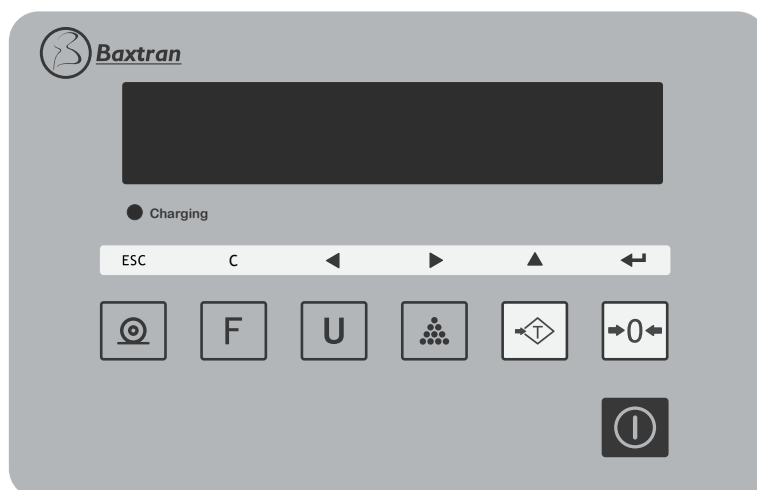 Baxtran
Charging
ESC C
F U T →0←